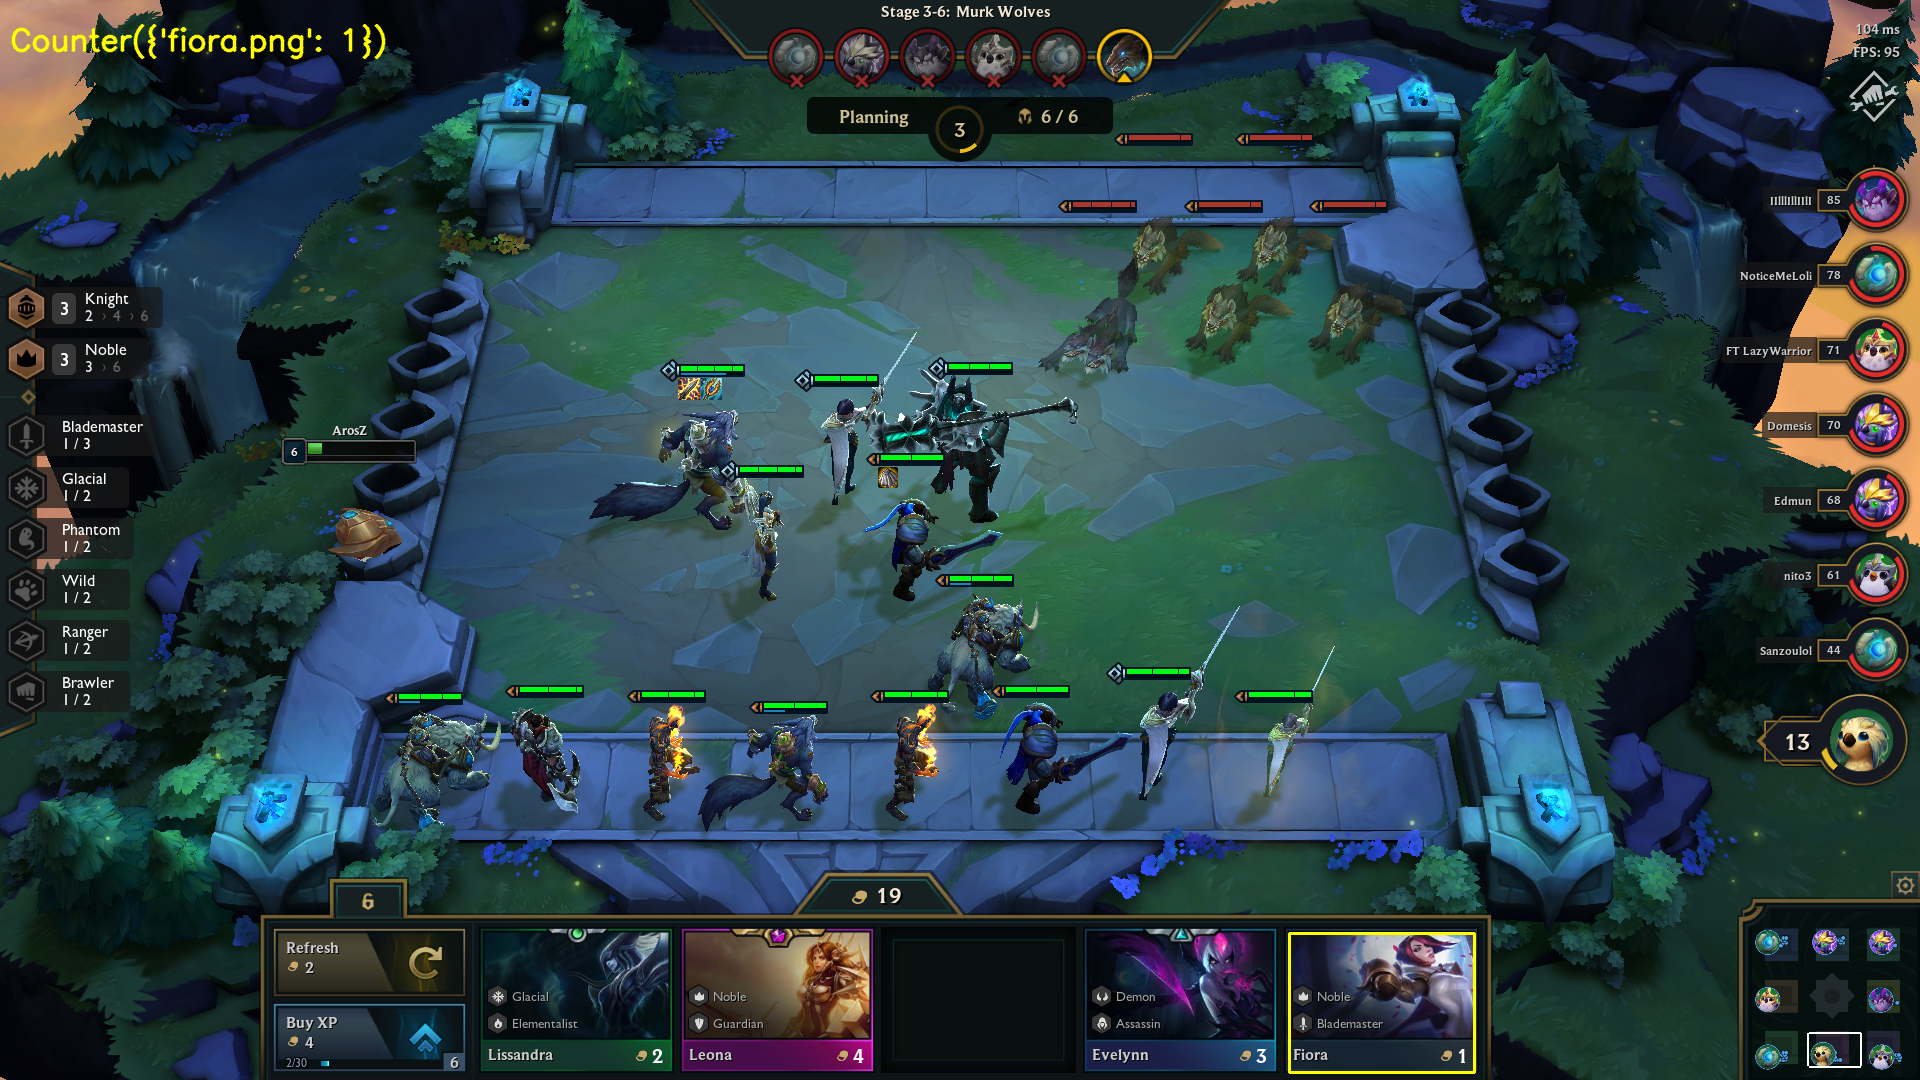 Stage 3-6: Murk Wolves
Counter({'fiora.png': 1})
104 ms
FPS: 95
Planning
3
6 / 6
85
NoticeMeLoli
78
FT LazyWarrior
71
Domesis
70
Edmun
68
nito3
61
Sanzoulol
44
13
3
Knight
2 › 4 › 6
3
Noble
3 › 6
Blademaster
1 / 3
Glacial
1 / 2
Phantom
1 / 2
Wild
1 / 2
Ranger
1 / 2
Brawler
1 / 2
ArosZ
6
6
19
Refresh
2
Buy XP
4
2/30
6
Glacial
Elementalist
Lissandra
2
Noble
Guardian
Leona
4
Demon
Assassin
Evelynn
3
Noble
Blademaster
Fiora
1